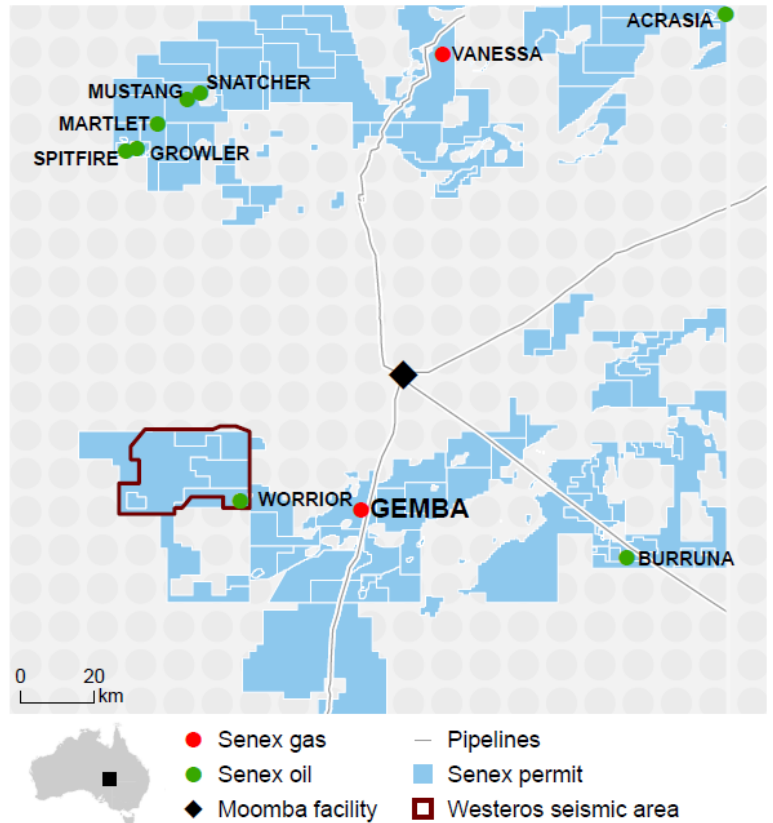 ACRASIA
VANESSA
SNATCHER
MUSTANG
MARTLET
GROWLER
SPITFIRE
WORRIOR
GEMBA
BURRUNA
0 20
km
Senex gas
Pipelines
Senex oil
Senex permit
Moomba facility
Westeros seismic area